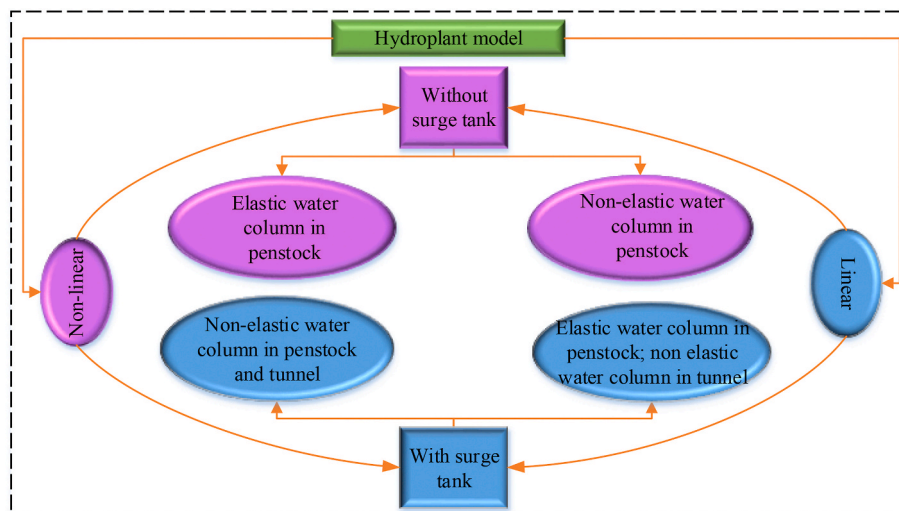 Hydroplant model
Without
surge tank
Elastic water
column in
penstock
Non-elastic water
column in
penstock
Non-linear
Linear
Non-elastic water
column in penstock
and tunnel
Elastic water column in
penstock; non elastic
water column in tunnel
With surge
tank